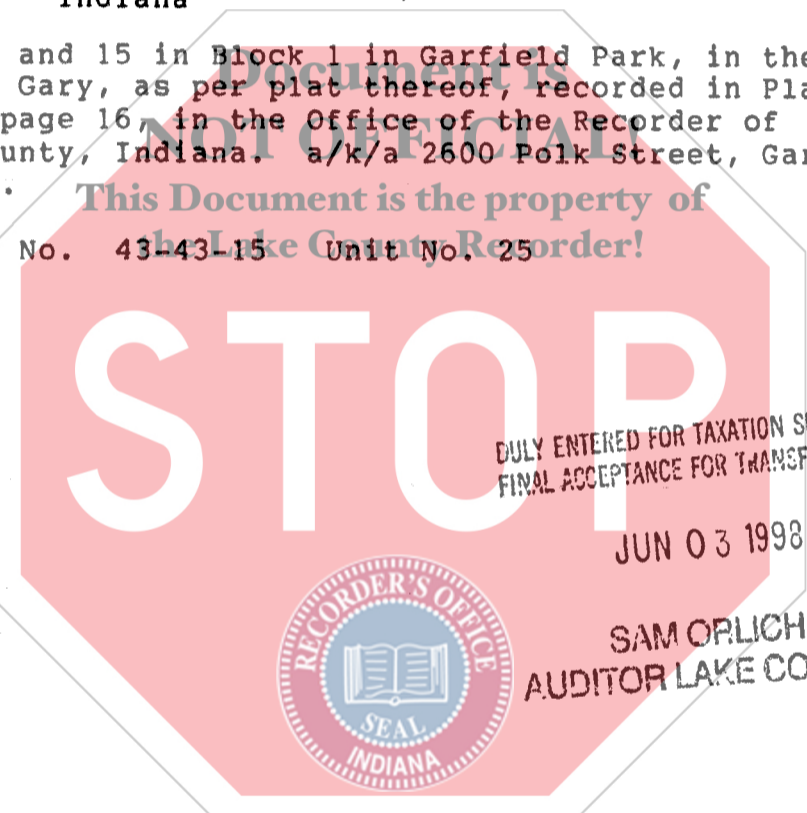 Indiana
and 15 in Block 1 in Garfield Park, in the
Document is
Gary, as per plat thereof, recorded in Pla
NOT OFFICIAL!
page 16, in the Office of the Recorder of
unty, Indiana. a/k/a 2600 Polk Street, Gar
.
This Document is the property of
the Lake County Recorder!
No. 43-43-15 Unit No. 25
STOP
DULY ENTERED FOR TAXATION S
FINAL ACCEPTANCE FOR TRANSF
JUN 03 1998
SAM ORLICH
AUDITOR LAKE CO
RECORDER'S OFFICE
SEAL
INDIANA